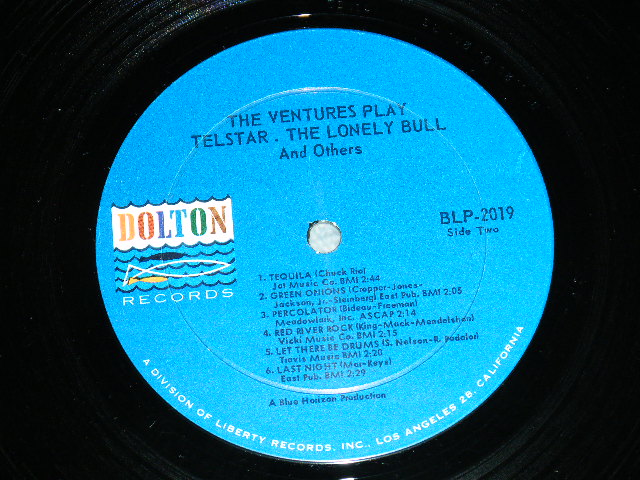 THE VENTURES PLAY
TELSTAR . THE LONELY BULL
And Others
BLP-2019
Side Two
DOLTON
RECORDS
1. TEQUILA (Chuck Rio)
Jat Music Co. BMI 2:44
2. GREEN ONIONS (Cropper-Jones-
Jackson, Jr.-Steinberg) East Pub. BMI 2:05
3. PERCOLATOR (Bideau-Freeman)
Meadowlark, Inc. ASCAP 2:14
4. RED RIVER ROCK (King-Mack-Mendelshon)
Vicki Music Co. BMI 2:15
5. LET THERE BE DRUMS (S. Nelson-R. Podolor)
Travis Music BMI 2:20
6. LAST NIGHT (Mar-Keys)
East Pub. BMI 2:29
A Blue Horizon Production
A DIVISION OF LIBERTY RECORDS, INC., LOS ANGELES 28, CALIFORNIA